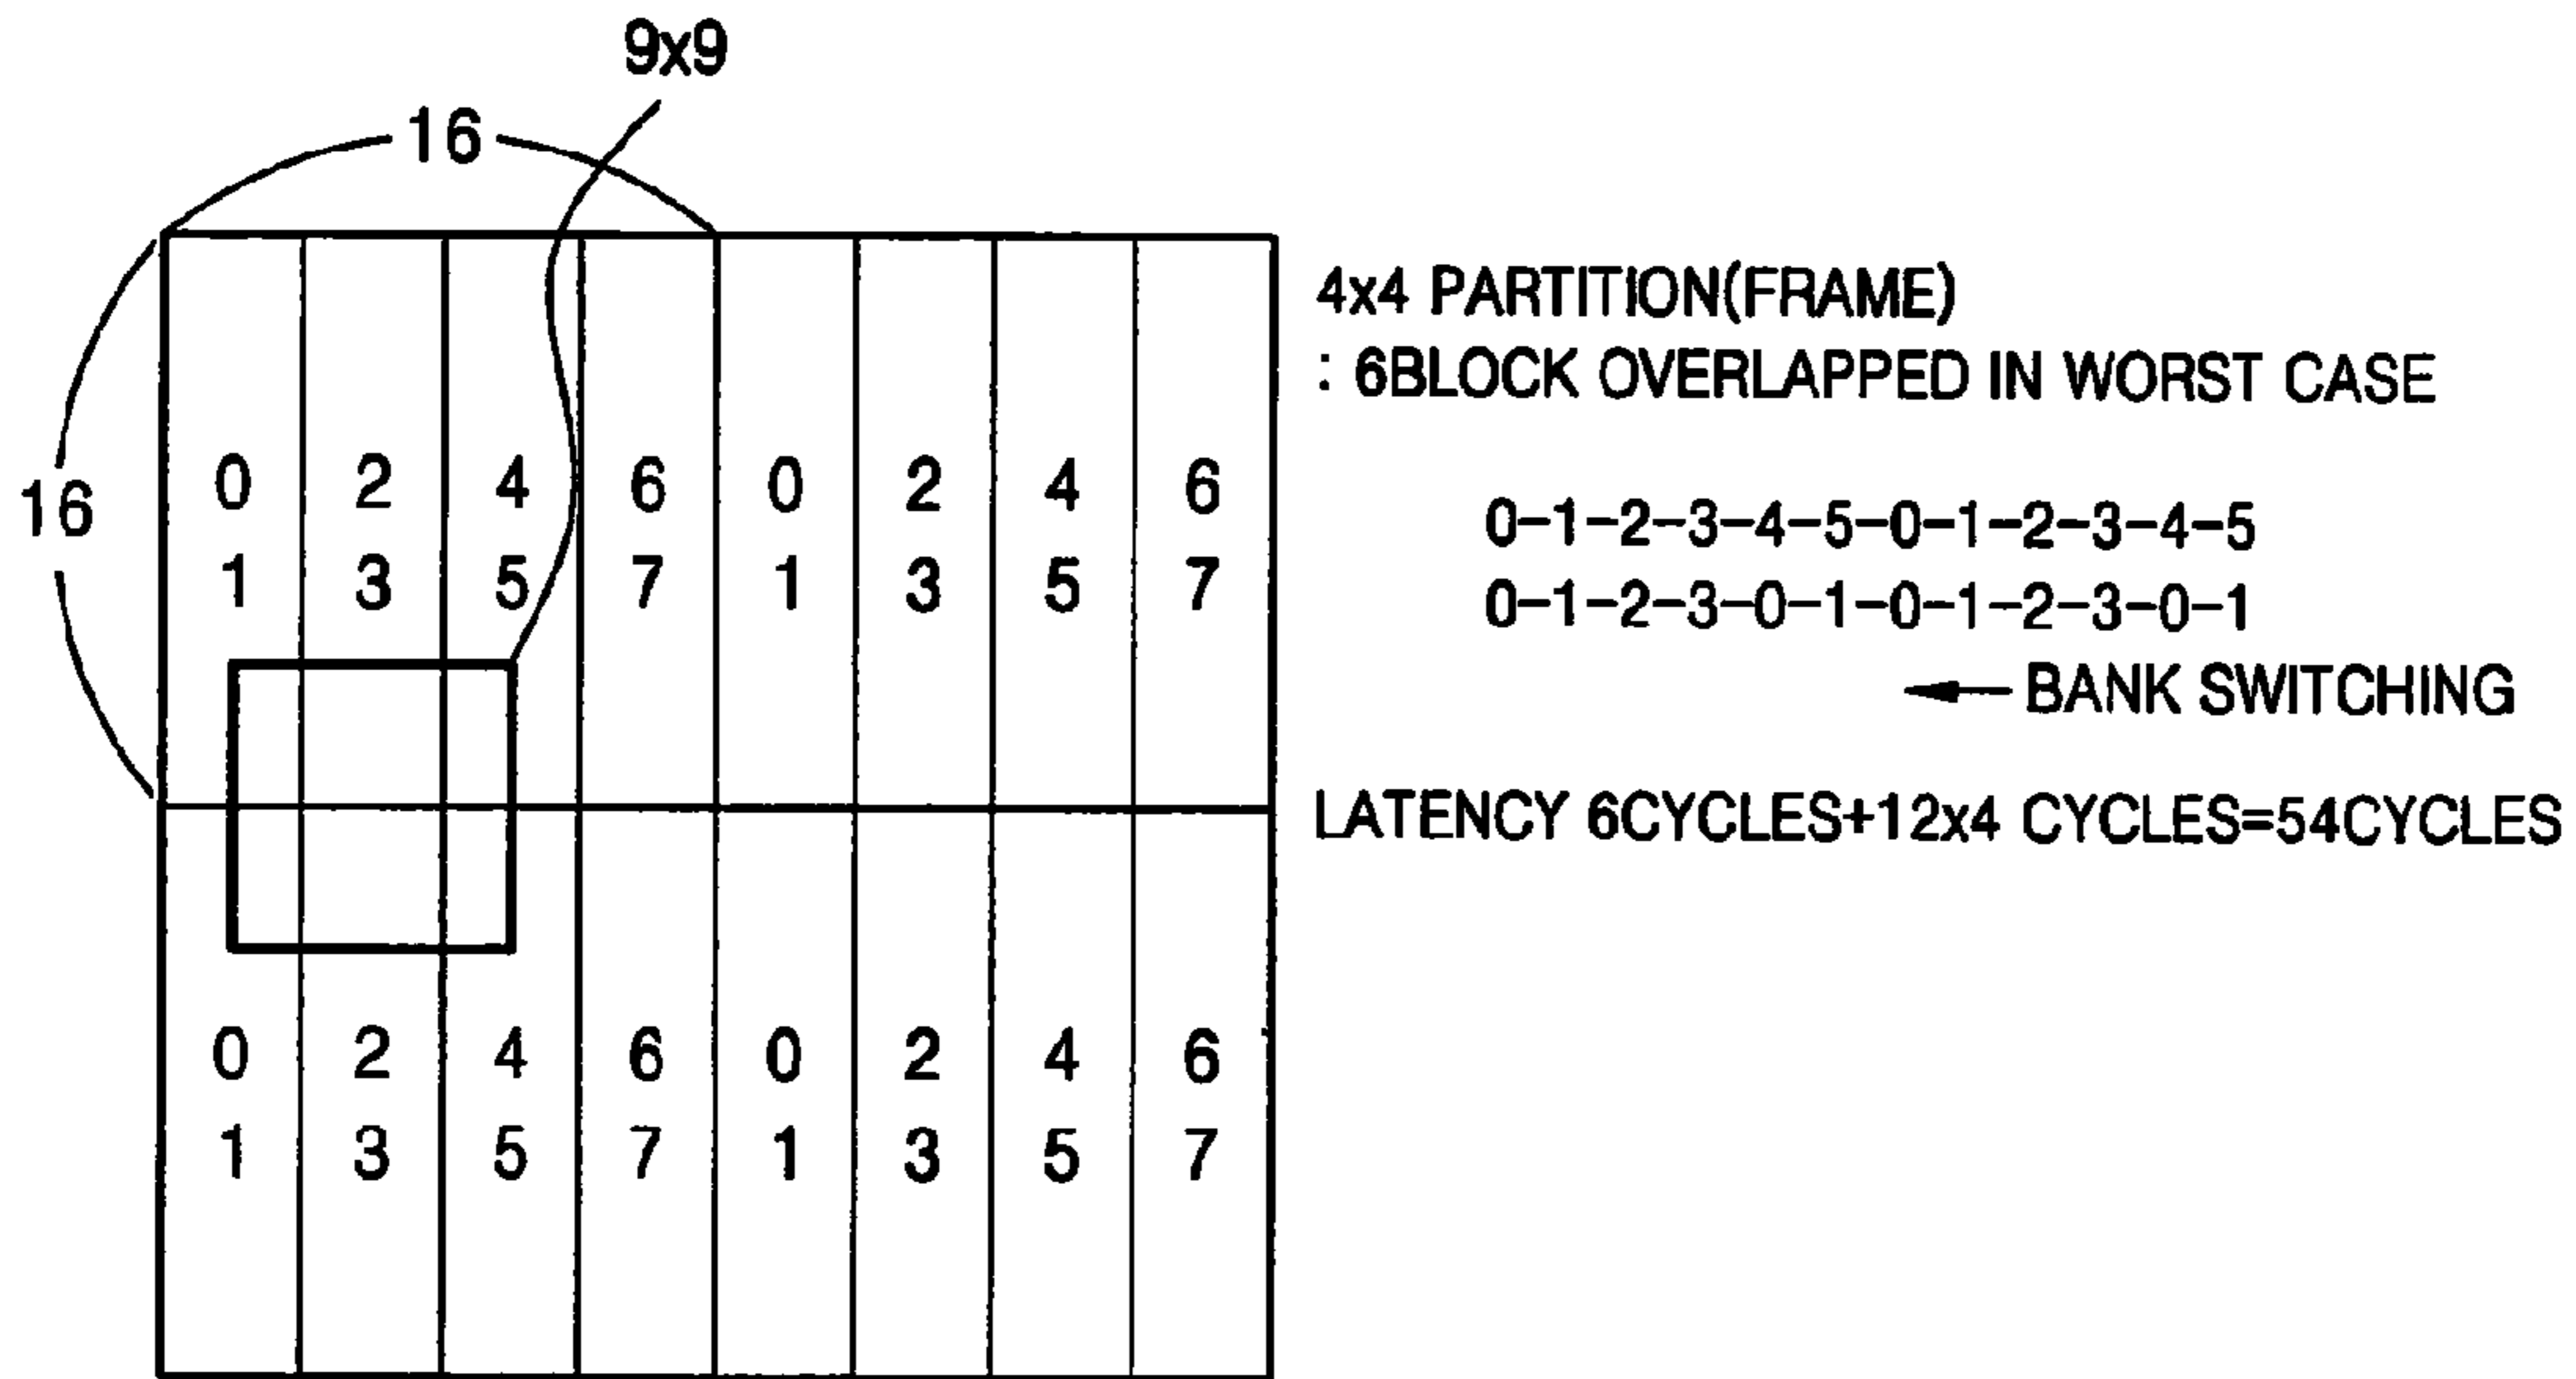 9x9
16
16
0 2 4 6 0 2 4 6
1 3 5 7 1 3 5 7
0 2 4 6 0 2 4 6
1 3 5 7 1 3 5 7
4x4 PARTITION(FRAME)
: 6BLOCK OVERLAPPED IN WORST CASE
0-1-2-3-4-5-0-1-2-3-4-5
0-1-2-3-0-1-0-1-2-3-0-1
← BANK SWITCHING
LATENCY 6CYCLES+12x4 CYCLES=54CYCLES